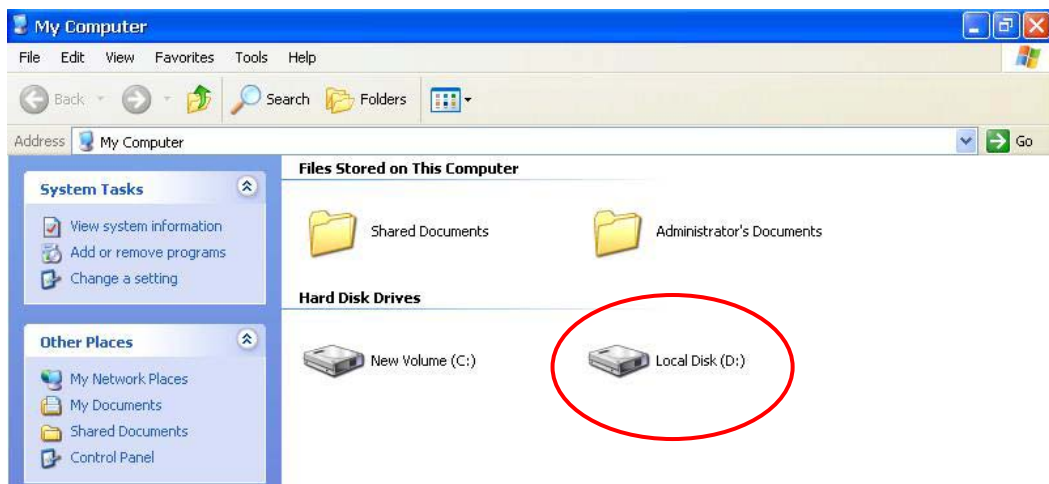 My Computer
File Edit View Favorites Tools Help
Back Search Folders
Address My Computer Go
System Tasks
View system information
Add or remove programs
Change a setting
Other Places
My Network Places
My Documents
Shared Documents
Control Panel
Files Stored on This Computer
Shared Documents Administrator's Documents
Hard Disk Drives
New Volume (C:) Local Disk (D:)